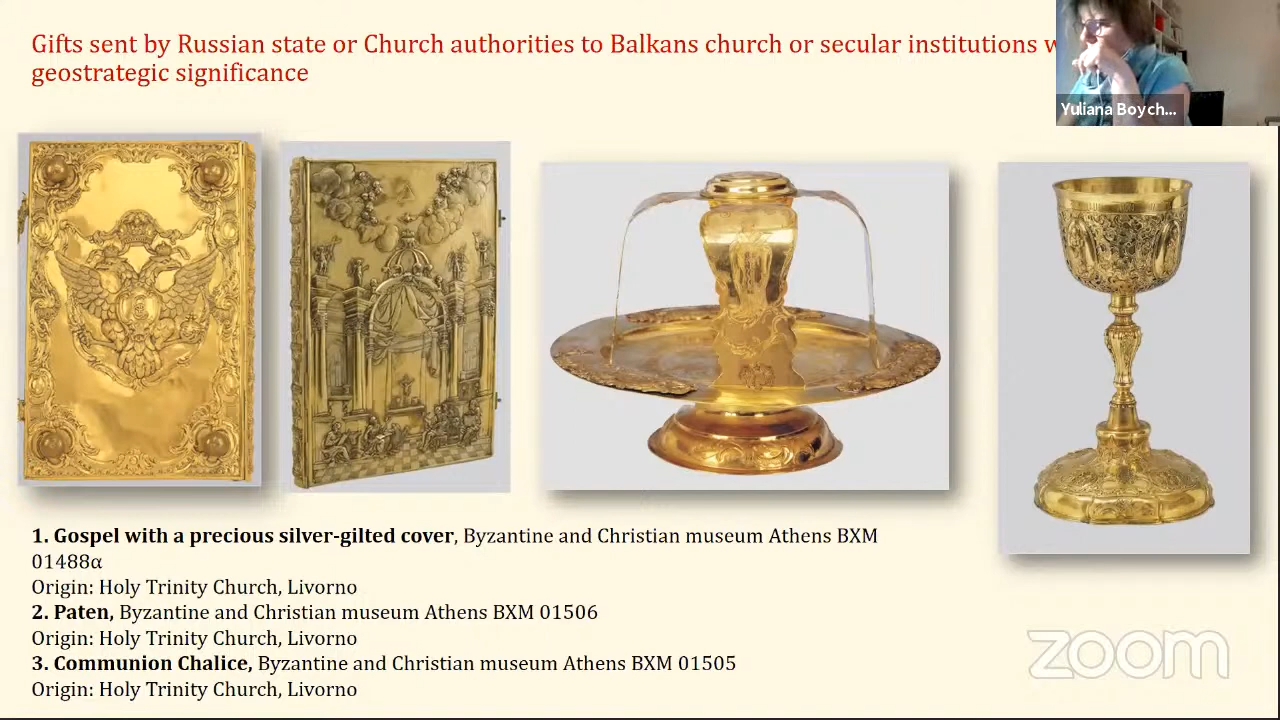 Gifts sent by Russian state or Church authorities to Balkans church or secular institutions
geostrategic significance
Yuliana Boych...
1. Gospel with a precious silver-gilted cover, Byzantine and Christian museum Athens BXM
01488α
Origin: Holy Trinity Church, Livorno
2. Paten, Byzantine and Christian museum Athens BXM 01506
Origin: Holy Trinity Church, Livorno
3. Communion Chalice, Byzantine and Christian museum Athens BXM 01505
Origin: Holy Trinity Church, Livorno
zoom